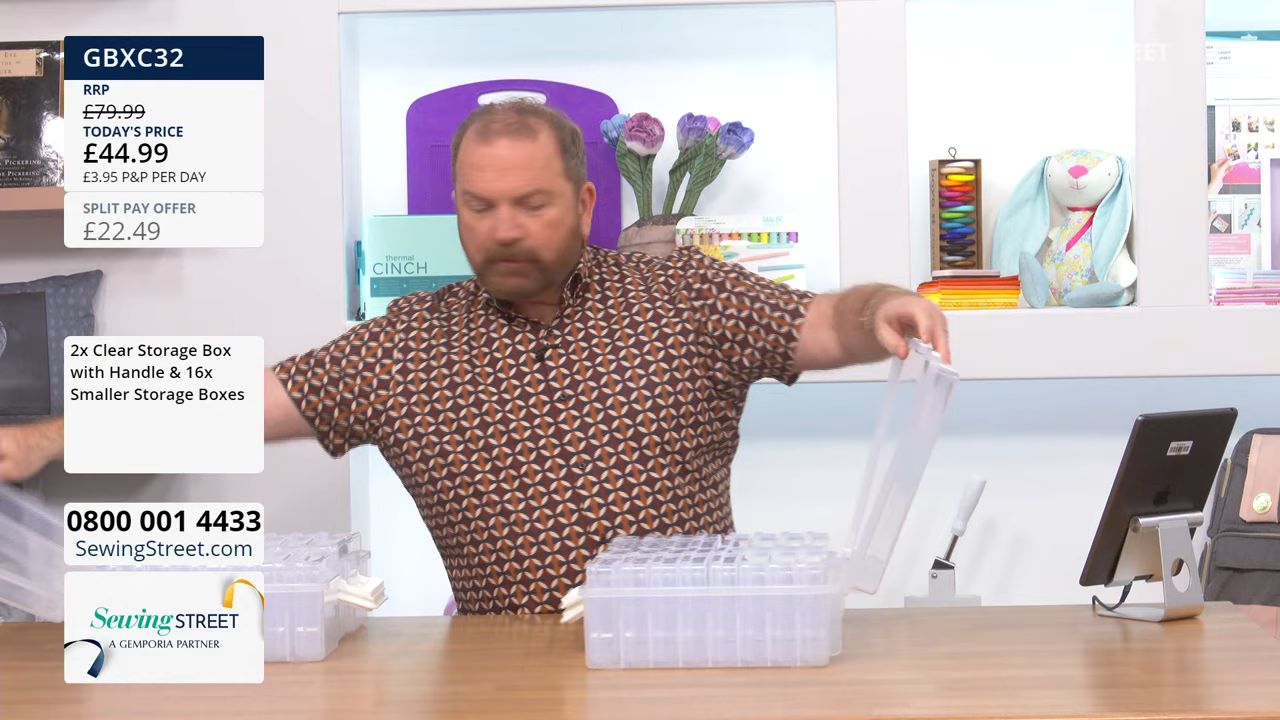 GBXC32
RRP
£79.99
TODAY'S PRICE
£44.99
£3.95 P&P PER DAY
SPLIT PAY OFFER
£22.49
2x Clear Storage Box
with Handle & 16x
Smaller Storage Boxes
0800 001 4433
SewingStreet.com
Sewing STREET
A GEMPORIA PARTNER
thermal
CINCH
PICKERING
PICKERING